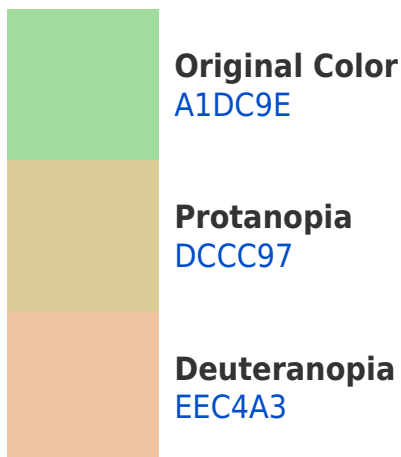 Original Color
A1DC9E
Protanopia
DCCC97
Deuteranopia
EEC4A3